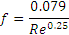 f = 0.079 / Re^0.25